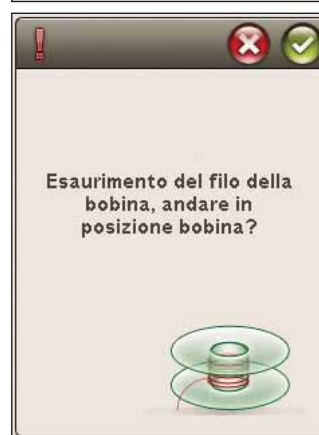 Esaurimento del filo della
bobina, andare in
posizione bobina?